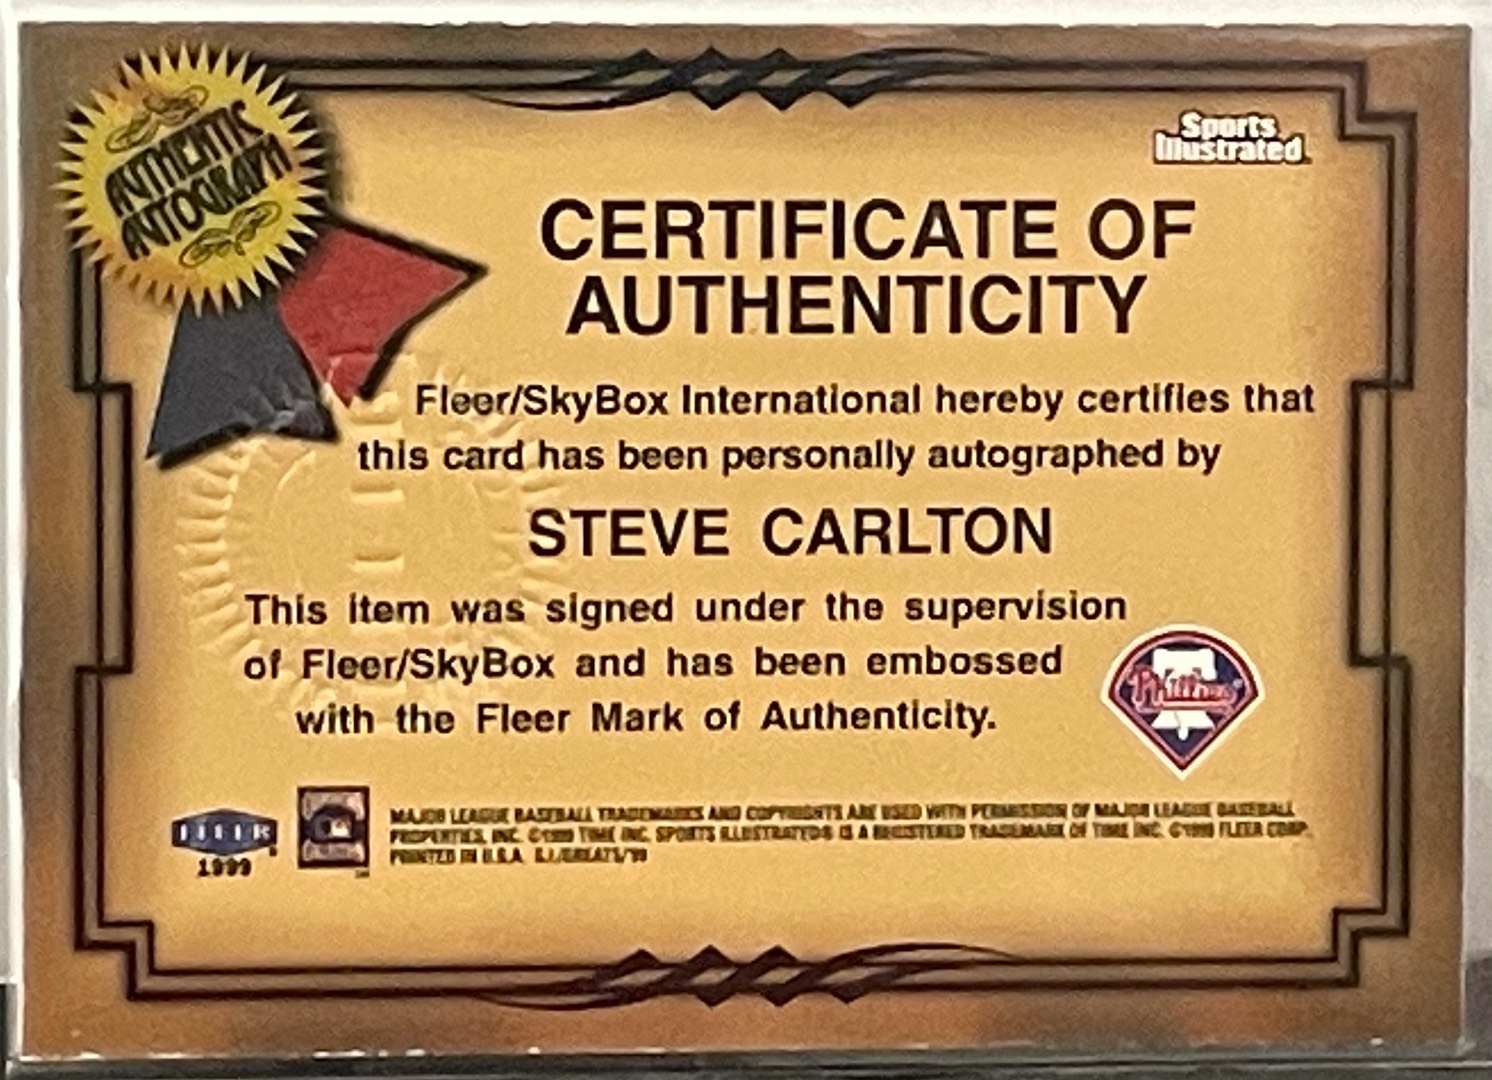 AUTHENTIC
AUTOGRAPH
Sports
Illustrated
CERTIFICATE OF
AUTHENTICITY
Fleer/SkyBox International hereby certifies that
this card has been personally autographed by
STEVE CARLTON
This item was signed under the supervision
of Fleer/SkyBox and has been embossed
with the Fleer Mark of Authenticity.
Phillies
FLEER
1999
MAJOR LEAGUE BASEBALL TRADEMARKS AND COPYRIGHTS ARE USED WITH PERMISSION OF MAJOR LEAGUE BASEBALL
PROPERTIES, INC. ©1999 TIME INC. SPORTS ILLUSTRATED® IS A REGISTERED TRADEMARK OF TIME INC. ©1999 FLEER CORP.
PRINTED IN U.S.A. S.I./GREATS/'99